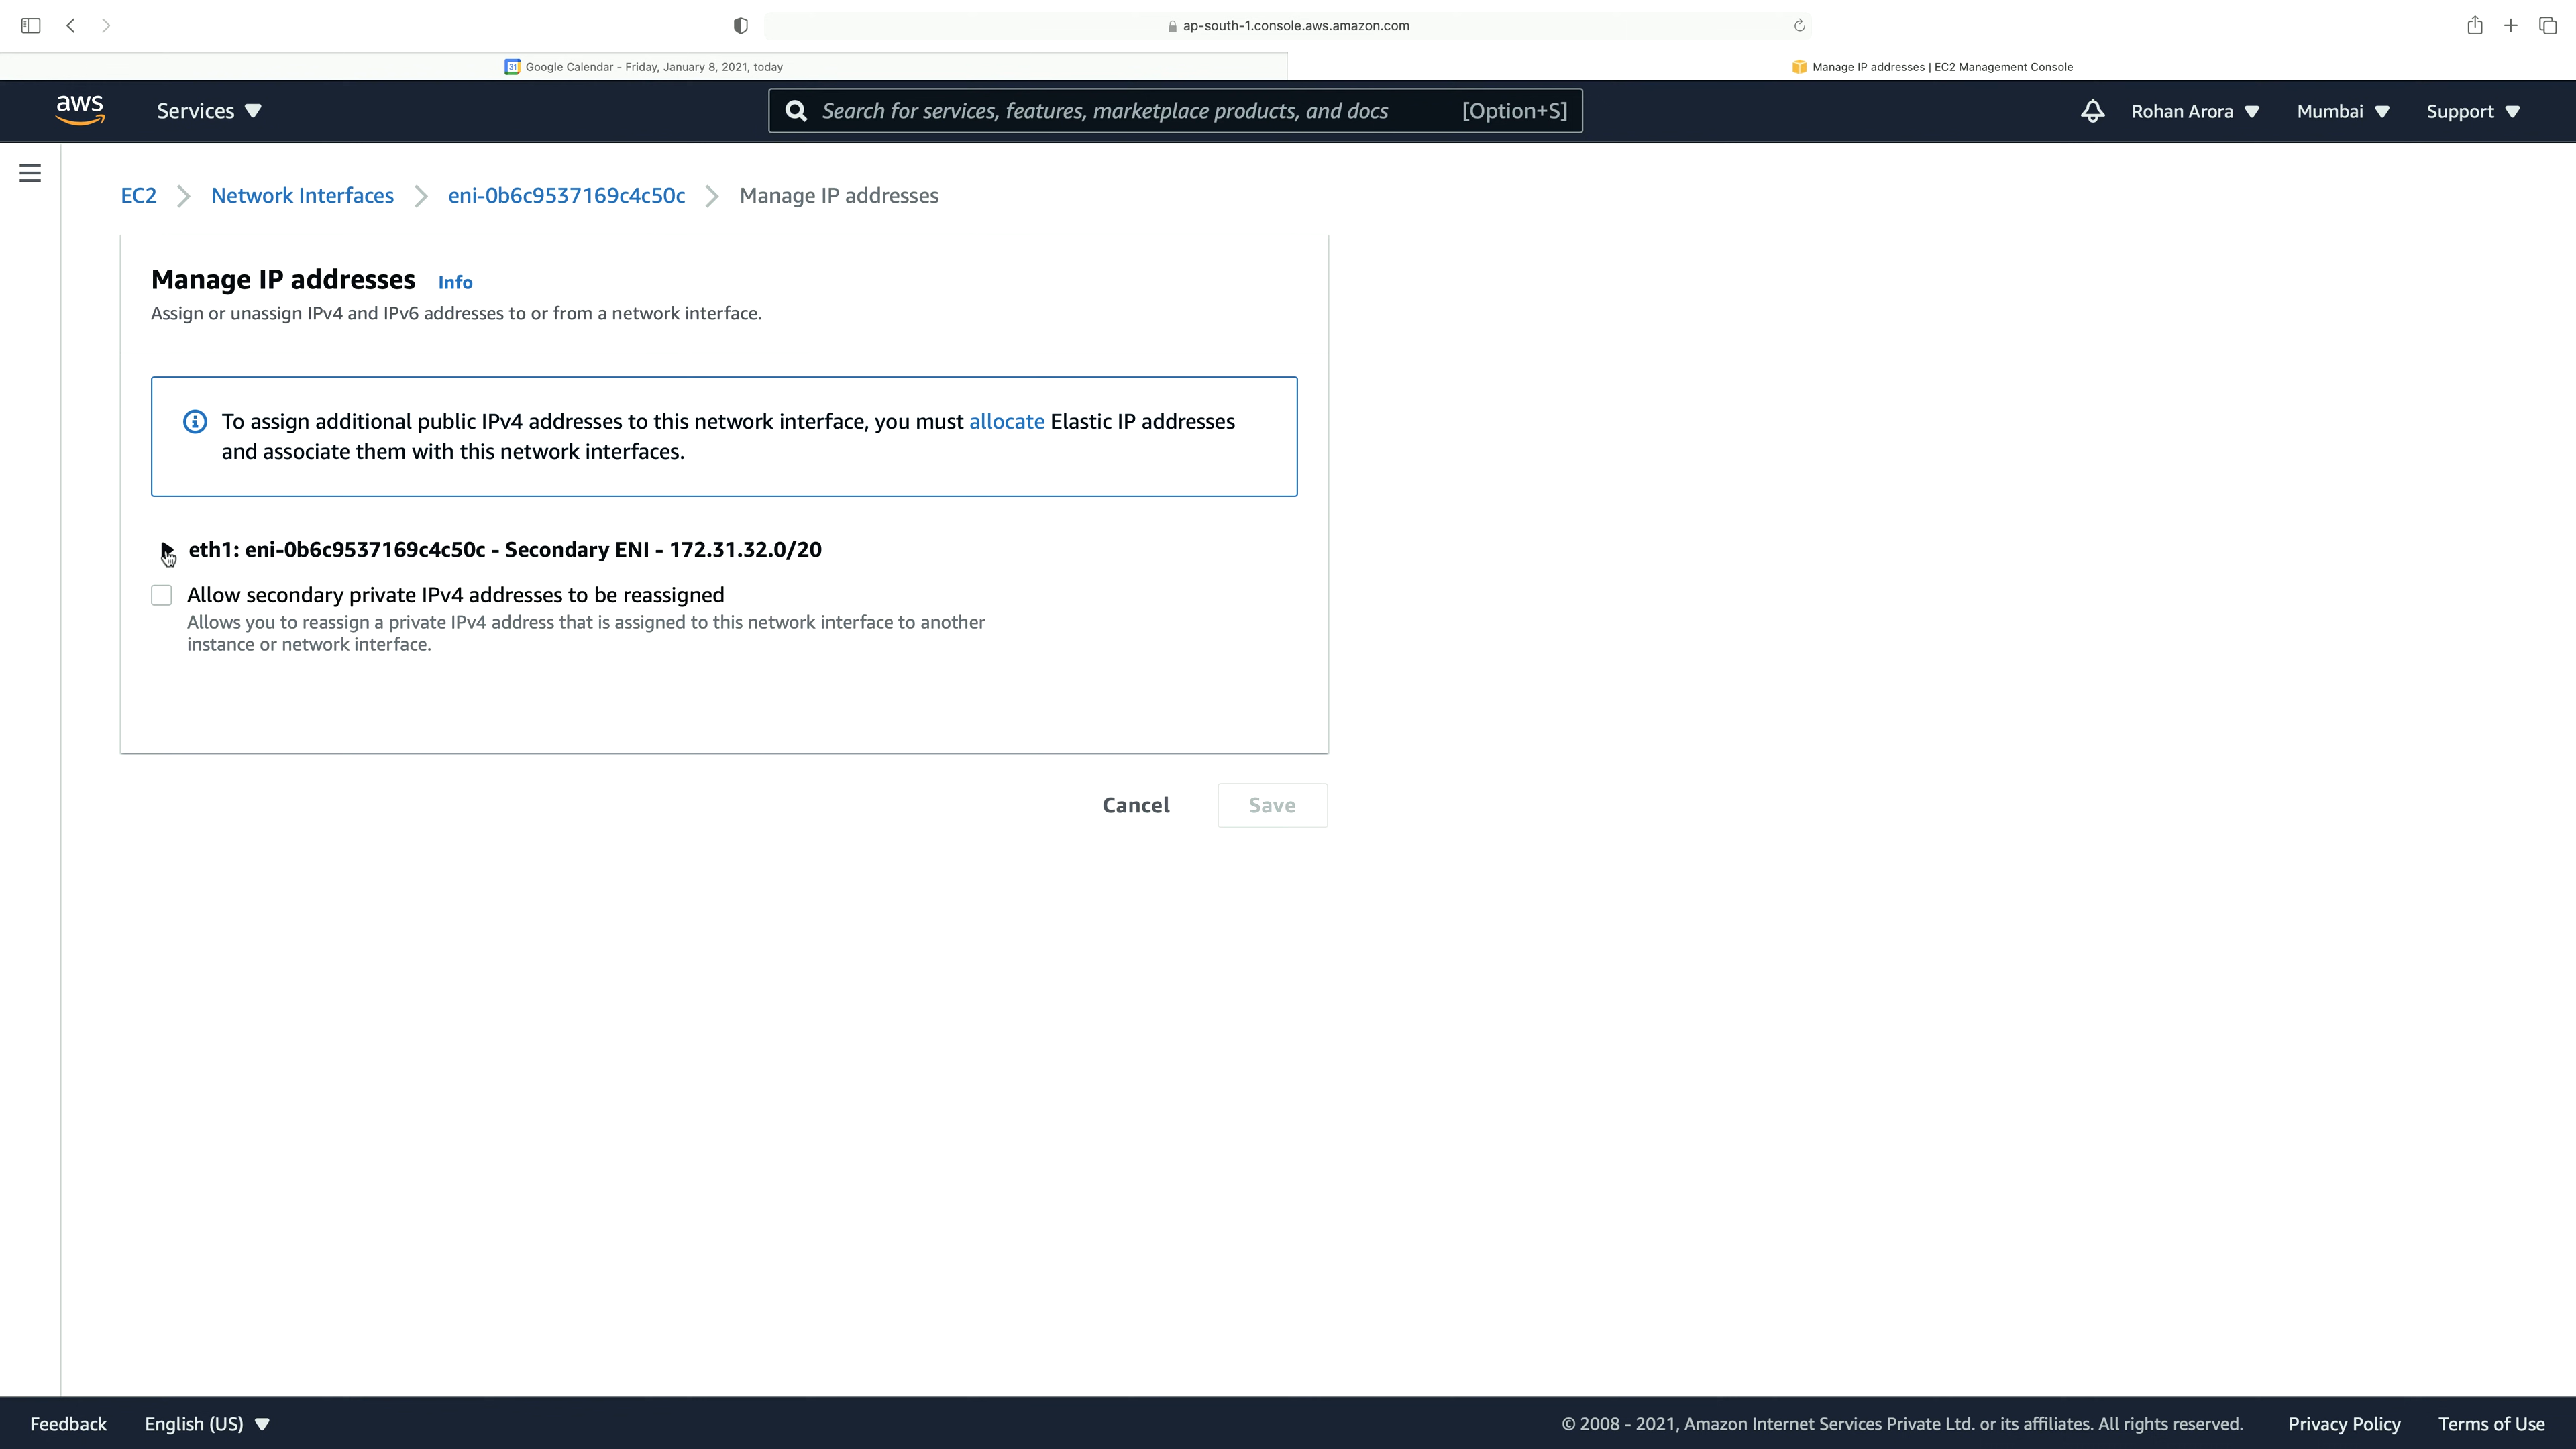 ap-south-1.console.aws.amazon.com
31 Google Calendar - Friday, January 8, 2021, today
Manage IP addresses | EC2 Management Console
aws Services Search for services, features, marketplace products, and docs [Option+S] Rohan Arora Mumbai Support
EC2 Network Interfaces eni-0b6c9537169c4c50c Manage IP addresses
Manage IP addresses Info
Assign or unassign IPv4 and IPv6 addresses to or from a network interface.
To assign additional public IPv4 addresses to this network interface, you must allocate Elastic IP addresses
and associate them with this network interfaces.
eth1: eni-0b6c9537169c4c50c - Secondary ENI - 172.31.32.0/20
Allow secondary private IPv4 addresses to be reassigned
Allows you to reassign a private IPv4 address that is assigned to this network interface to another
instance or network interface.
Cancel Save
Feedback English (US) © 2008 - 2021, Amazon Internet Services Private Ltd. or its affiliates. All rights reserved. Privacy Policy Terms of Use